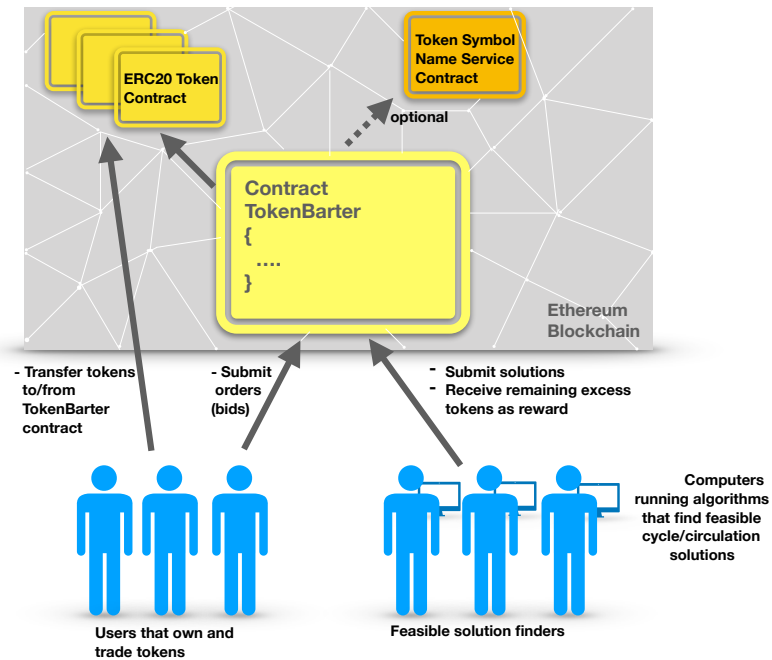 ERC20 Token
Contract
Token Symbol
Name Service
Contract
optional
Contract
TokenBarter
{
....
}
Ethereum
Blockchain
- Transfer tokens
to/from
TokenBarter
contract
- Submit
orders
(bids)
- Submit solutions
- Receive remaining excess
tokens as reward
Computers
running algorithms
that find feasible
cycle/circulation
solutions
Users that own and
trade tokens
Feasible solution finders